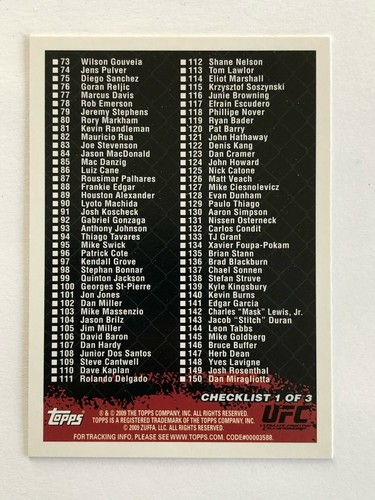 73 Wilson Gouveia
74 Jens Pulver
75 Diego Sanchez
76 Goran Reljic
77 Marcus Davis
78 Rob Emerson
79 Jeremy Stephens
80 Rory Markham
81 Kevin Randleman
82 Mauricio Rua
83 Joe Stevenson
84 Jason MacDonald
85 Mac Danzig
86 Luiz Cane
87 Rousimar Palhares
88 Frankie Edgar
89 Houston Alexander
90 Lyoto Machida
91 Josh Koscheck
92 Gabriel Gonzaga
93 Anthony Johnson
94 Thiago Tavares
95 Mike Swick
96 Patrick Cote
97 Kendall Grove
98 Stephan Bonnar
99 Quinton Jackson
100 Georges St-Pierre
101 Jon Jones
102 Dan Miller
103 Mike Massenzio
104 Jason Brilz
105 Jim Miller
106 David Baron
107 Dan Hardy
108 Junior Dos Santos
109 Steve Cantwell
110 Dave Kaplan
111 Rolando Delgado
112 Shane Nelson
113 Tom Lawlor
114 Eliot Marshall
115 Krzysztof Soszynski
116 Junie Browning
117 Efrain Escudero
118 Phillipe Nover
119 Ryan Bader
120 Pat Barry
121 John Hathaway
122 Denis Kang
123 Dan Cramer
124 John Howard
125 Nick Catone
126 Matt Veach
127 Mike Ciesnolevicz
128 Evan Dunham
129 Paulo Thiago
130 Aaron Simpson
131 Nissen Osterneck
132 Carlos Condit
133 TJ Grant
134 Xavier Foupa-Pokam
135 Brian Stann
136 Brad Blackburn
137 Chael Sonnen
138 Stefan Struve
139 Kyle Kingsbury
140 Kevin Burns
141 Edgar Garcia
142 Charles "Mask" Lewis, Jr.
143 Jacob "Stitch" Duran
144 Leon Tabbs
145 Mike Goldberg
146 Bruce Buffer
147 Herb Dean
148 Yves Lavigne
149 Josh Rosenthal
150 Dan Miragliotta
CHECKLIST 1 OF 3
Topps
UFC
® & © 2009 THE TOPPS COMPANY, INC. ALL RIGHTS RESERVED.
TOPPS IS A REGISTERED TRADEMARK OF THE TOPPS COMPANY, INC.
© 2009 ZUFFA, LLC. ALL RIGHTS RESERVED.
FOR TRACKING INFO, PLEASE SEE WWW.TOPPS.COM. CODE#00003588.